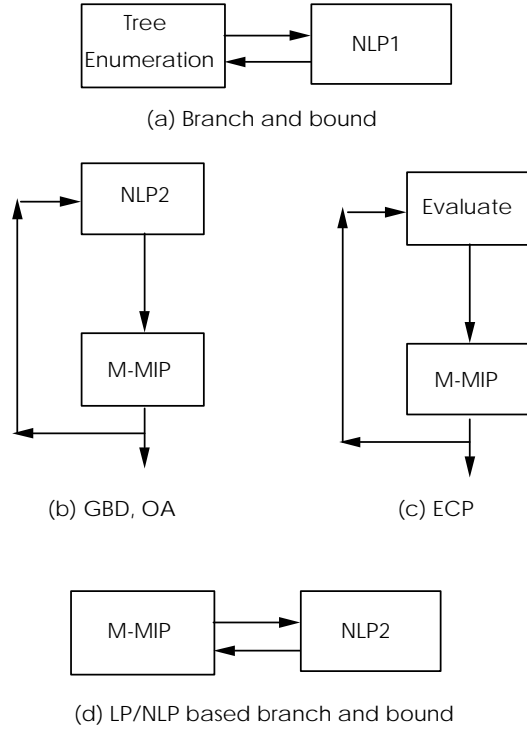 Tree
Enumeration
NLP1
(a) Branch and bound
NLP2
M-MIP
(b) GBD, OA
Evaluate
M-MIP
(c) ECP
M-MIP
NLP2
(d) LP/NLP based branch and bound